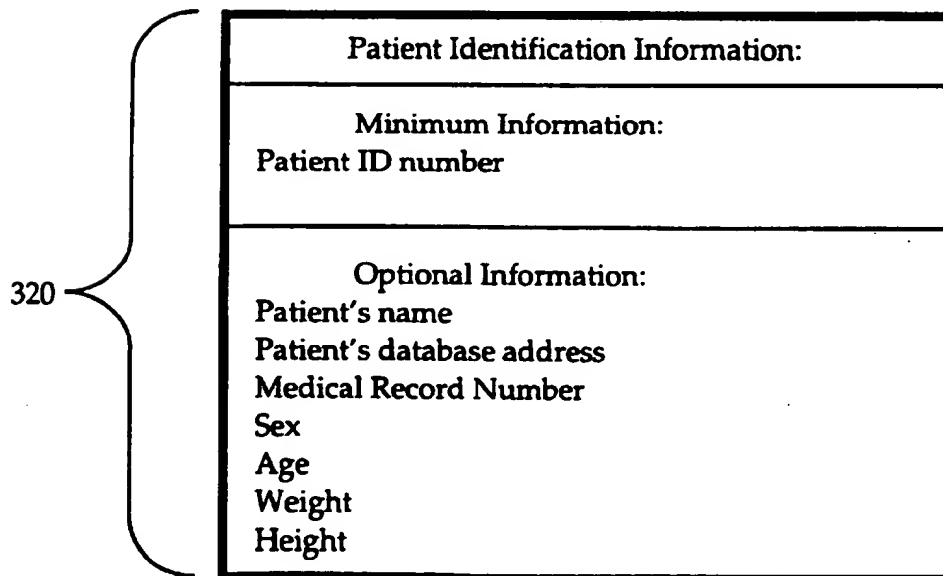 Patient Identification Information:
Minimum Information:
Patient ID number
320
Optional Information:
Patient's name
Patient's database address
Medical Record Number
Sex
Age
Weight
Height